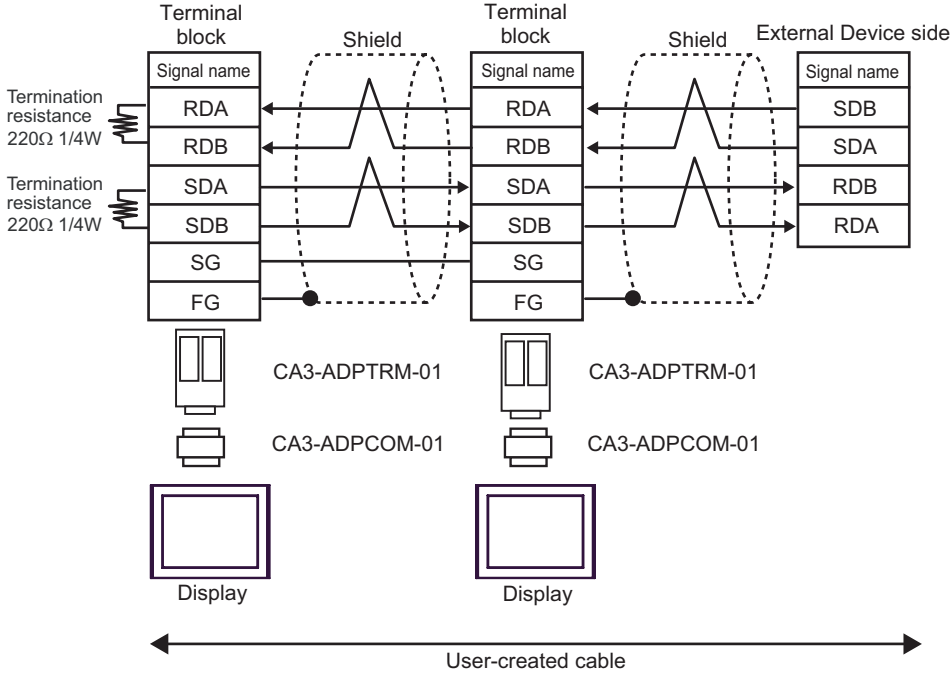 Terminal
block
Shield
Terminal
block
Shield
External Device side
Signal name
Signal name
Signal name
Termination
resistance
220Ω 1/4W
RDA
RDA
SDB
RDB
RDB
SDA
Termination
resistance
220Ω 1/4W
SDA
SDA
RDB
SDB
SDB
RDA
SG
SG
FG
FG
CA3-ADPTRM-01
CA3-ADPTRM-01
CA3-ADPCOM-01
CA3-ADPCOM-01
Display
Display
User-created cable